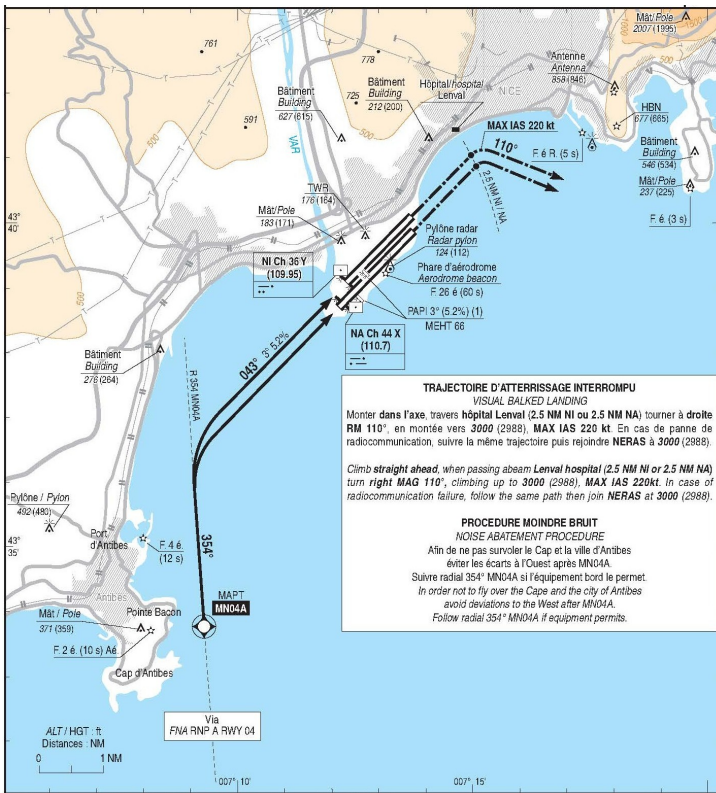 Mât/Pole
2007 (1995)
761
778
500
Antenne
Antenna
858 (846)
Bâtiment
Building
627 (615)
Bâtiment
Building
212 (200)
725
Hôpital/hospital
Lenval
NICE
HBN
677 (665)
591
500
VAR
MAX IAS 220 kt
110°
F. é R. (5 s)
Bâtiment
Building
546 (534)
2.5 NM NI / NA
Mât/Pole
237 (225)
TWR
176 (164)
Mât/Pole
183 (171)
F. é. (3 s)
43°
40'
Pylône radar
Radar pylon
124 (112)
NI Ch 36 Y
(109.95)
Phare d'aérodrome
Aerodrome beacon
F. 26 é (60 s)
500
PAPI 3° (5.2%) (1)
MEHT 66
NA Ch 44 X
(110.7)
Bâtiment
Building
276 (264)
043°
3° 5.2%
R 354 MN04A
TRAJECTOIRE D'ATTERRISSAGE INTERROMPU
VISUAL BALKED LANDING
Monter dans l'axe, travers hôpital Lenval (2.5 NM NI ou 2.5 NM NA) tourner à droite
RM 110°, en montée vers 3000 (2988), MAX IAS 220 kt. En cas de panne de
radiocommunication, suivre la même trajectoire puis rejoindre NERAS à 3000 (2988).
Climb straight ahead, when passing abeam Lenval hospital (2.5 NM NI or 2.5 NM NA)
turn right MAG 110°, climbing up to 3000 (2988), MAX IAS 220kt. In case of
radiocommunication failure, follow the same path then join NERAS at 3000 (2988).
PROCEDURE MOINDRE BRUIT
NOISE ABATEMENT PROCEDURE
Afin de ne pas survoler le Cap et la ville d'Antibes
éviter les écarts à l'Ouest après MN04A.
Suivre radial 354° MN04A si l'équipement bord le permet.
In order not to fly over the Cape and the city of Antibes
avoid deviations to the West after MN04A.
Follow radial 354° MN04A if equipment permits.
Pylône / Pylon
492 (480)
43°
35'
Port
d'Antibes
F. 4 é.
(12 s)
354°
Antibes
MAPT
MN04A
Pointe Bacon
Mât / Pole
371 (359)
F. 2 é. (10 s) Aé.
Cap d'Antibes
Via
FNA RNP A RWY 04
ALT / HGT : ft
Distances : NM
0 1 NM
007° 10'
007° 15'